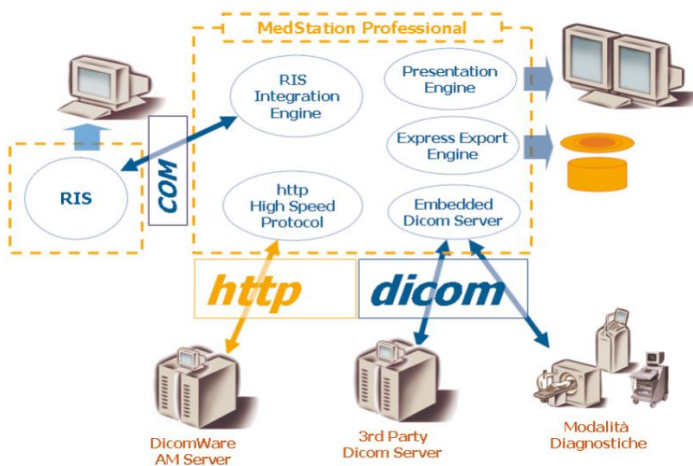 MedStation Professional
RIS
Integration
Engine
Presentation
Engine
Express Export
Engine
RIS
COM
http
High Speed
Protocol
Embedded
Dicom Server
http
dicom
DicomWare
AM Server
3rd Party
Dicom Server
Modalità
Diagnostiche